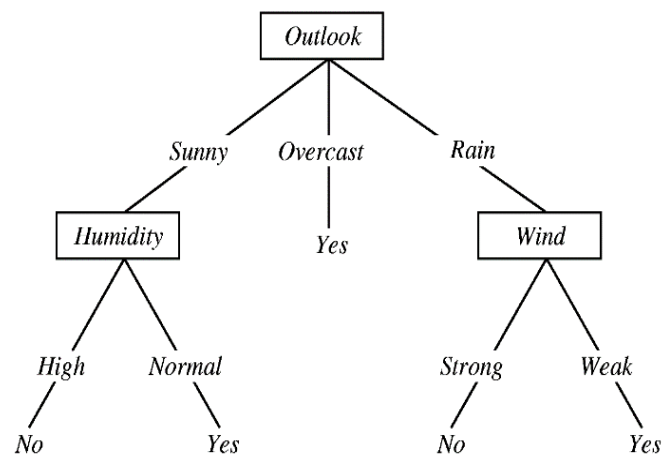 Outlook
Sunny Overcast Rain
Humidity Yes Wind
High Normal Strong Weak
No Yes No Yes